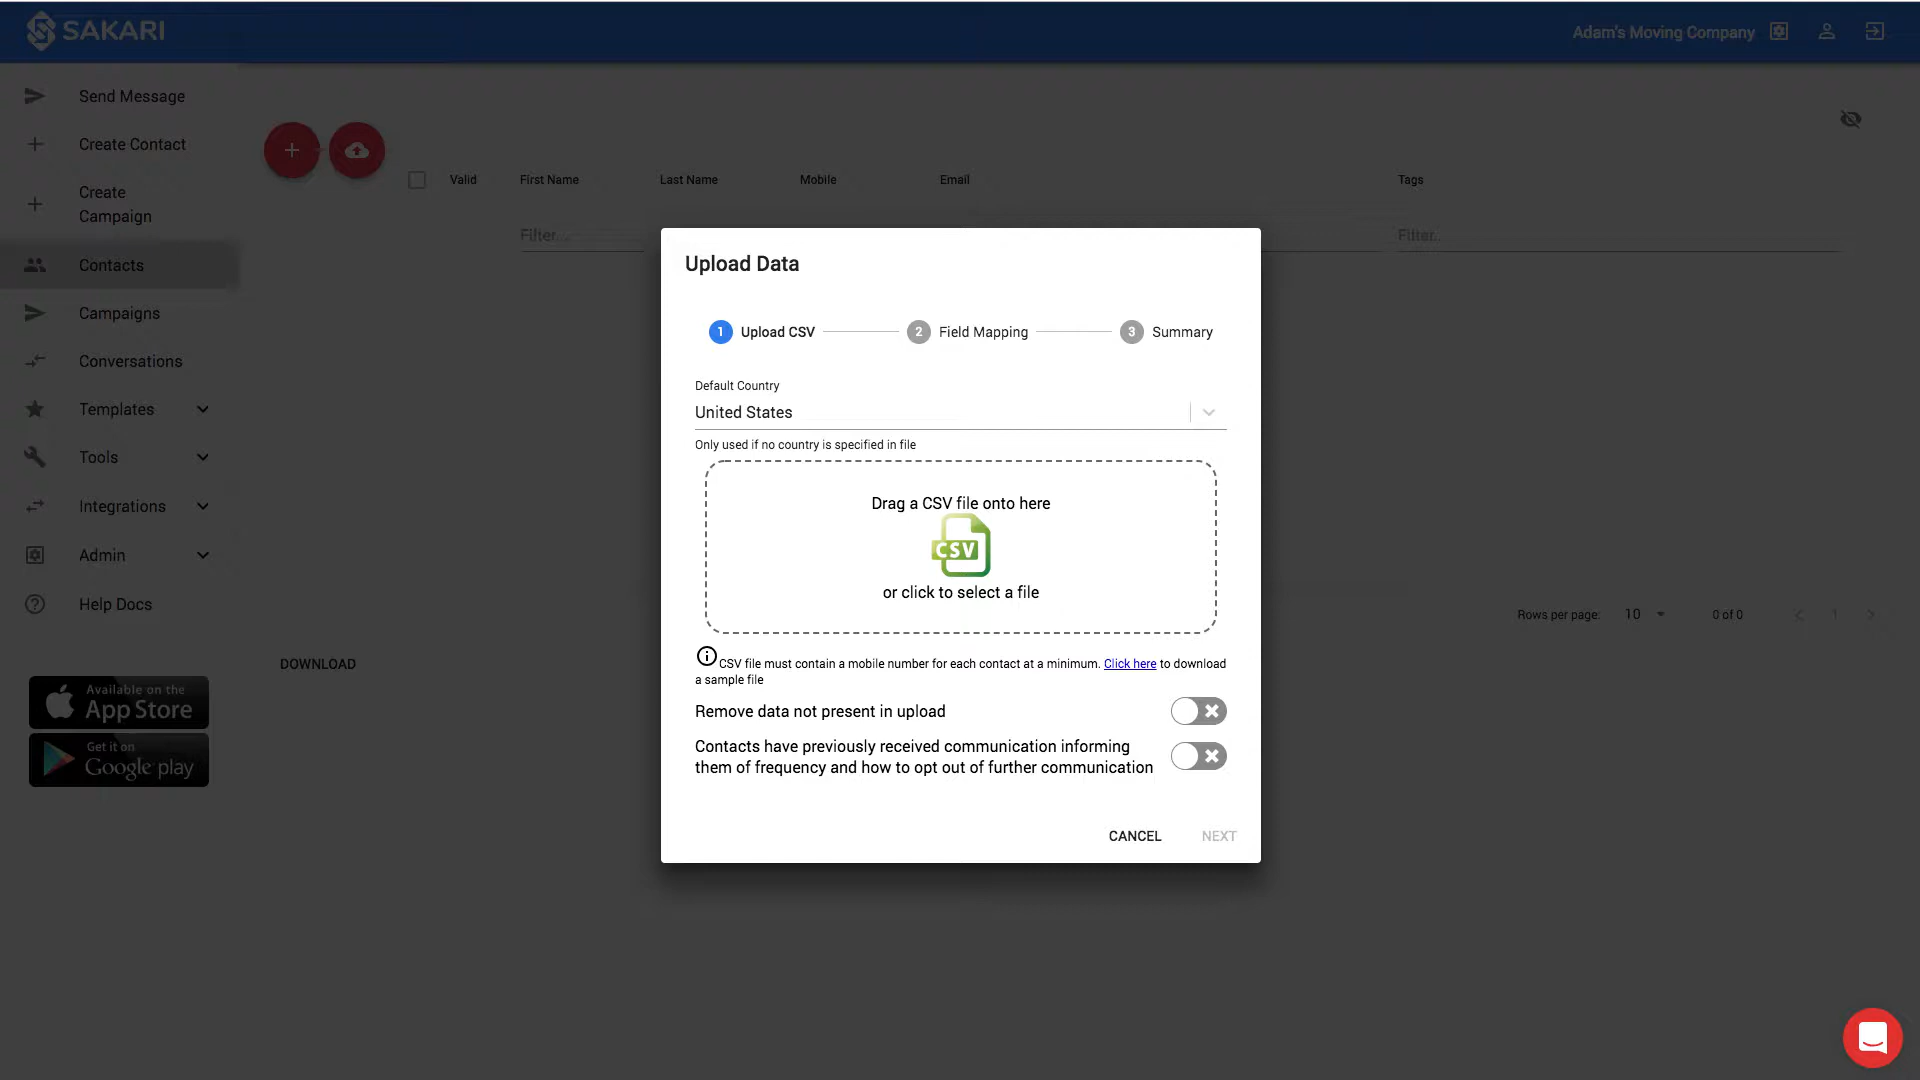 SAKARI
Adam's Moving Company
Send Message
Create Contact
Create
Campaign
Contacts
Campaigns
Conversations
Templates
Tools
Integrations
Admin
Help Docs
Available on the
App Store
Get it on
Google play
Valid
First Name
Last Name
Mobile
Email
Tags
Filter...
Filter...
Upload Data
1 Upload CSV
2 Field Mapping
3 Summary
Default Country
United States
Only used if no country is specified in file
Drag a CSV file onto here
CSV
or click to select a file
CSV file must contain a mobile number for each contact at a minimum. Click here to download
a sample file
Remove data not present in upload
Contacts have previously received communication informing
them of frequency and how to opt out of further communication
CANCEL
NEXT
Rows per page:
10
0 of 0
1
DOWNLOAD